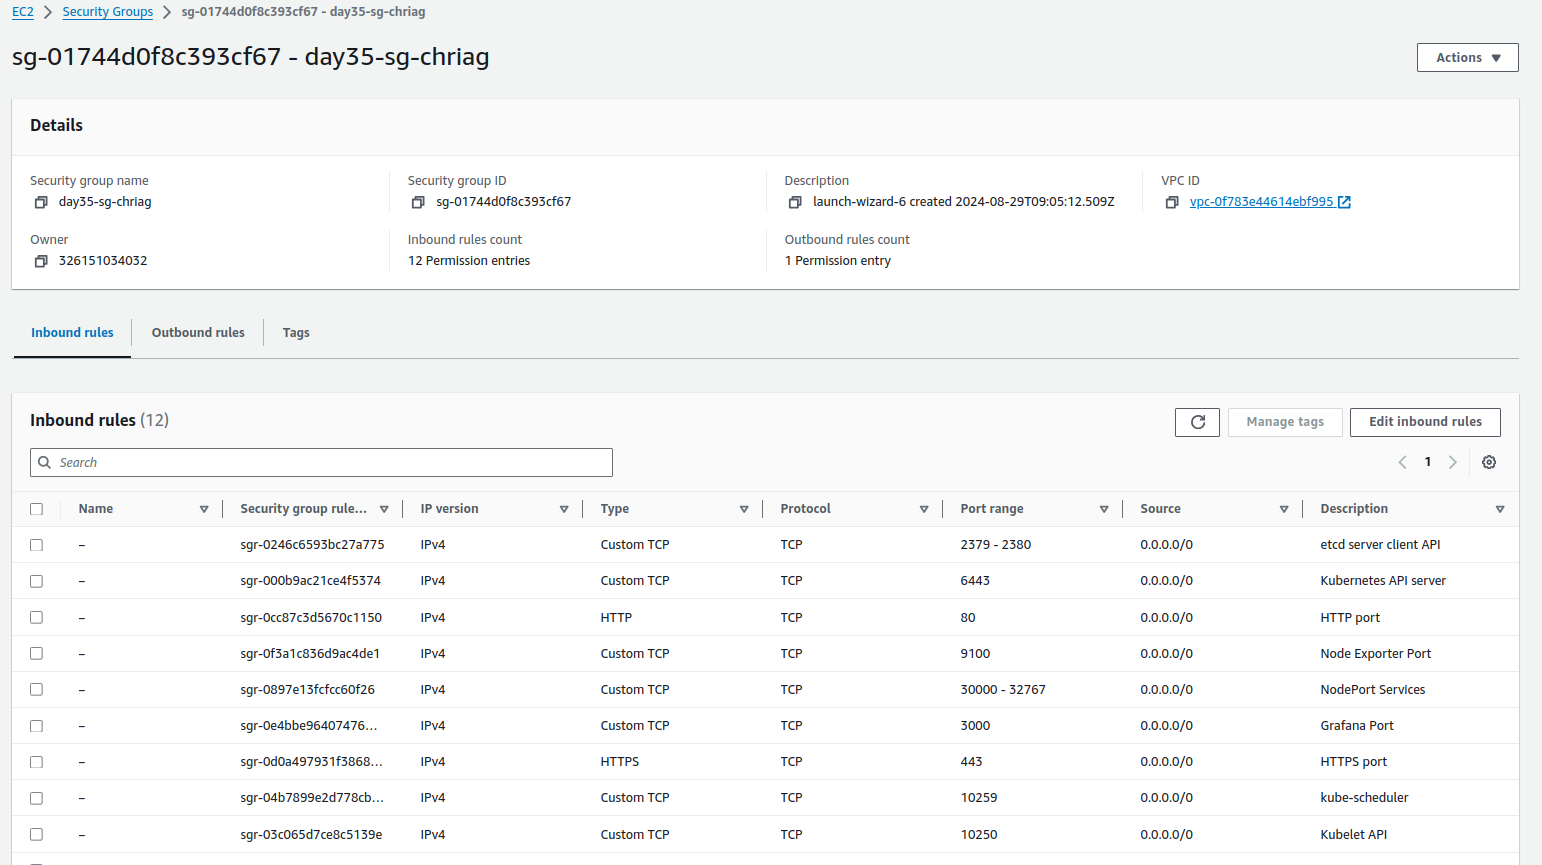 EC2 > Security Groups > sg-01744d0f8c393cf67 - day35-sg-chriag
sg-01744d0f8c393cf67 - day35-sg-chriag
Actions
Details
Security group name Security group ID Description VPC ID
day35-sg-chriag sg-01744d0f8c393cf67 launch-wizard-6 created 2024-08-29T09:05:12.509Z vpc-0f783e44614ebf995
Owner Inbound rules count Outbound rules count
326151034032 12 Permission entries 1 Permission entry
Inbound rules Outbound rules Tags
Inbound rules (12)
Manage tags Edit inbound rules
Search
1
Name Security group rule... IP version Type Protocol Port range Source Description
– sgr-0246c6593bc27a775 IPv4 Custom TCP TCP 2379 - 2380 0.0.0.0/0 etcd server client API
– sgr-000b9ac21ce4f5374 IPv4 Custom TCP TCP 6443 0.0.0.0/0 Kubernetes API server
– sgr-0cc87c3d5670c1150 IPv4 HTTP TCP 80 0.0.0.0/0 HTTP port
– sgr-0f3a1c836d9ac4de1 IPv4 Custom TCP TCP 9100 0.0.0.0/0 Node Exporter Port
– sgr-0897e13fcfcc60f26 IPv4 Custom TCP TCP 30000 - 32767 0.0.0.0/0 NodePort Services
– sgr-0e4bbe96407476... IPv4 Custom TCP TCP 3000 0.0.0.0/0 Grafana Port
– sgr-0d0a497931f3868... IPv4 HTTPS TCP 443 0.0.0.0/0 HTTPS port
– sgr-04b7899e2d778cb... IPv4 Custom TCP TCP 10259 0.0.0.0/0 kube-scheduler
– sgr-03c065d7ce8c5139e IPv4 Custom TCP TCP 10250 0.0.0.0/0 Kubelet API